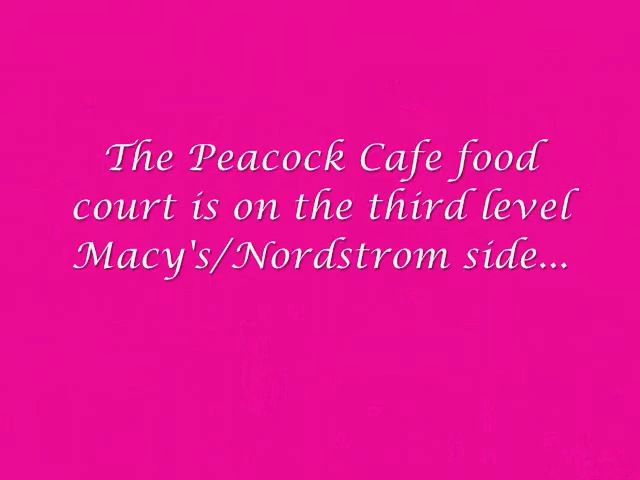 The Peacock Cafe food
court is on the third level
Macy's/Nordstrom side...